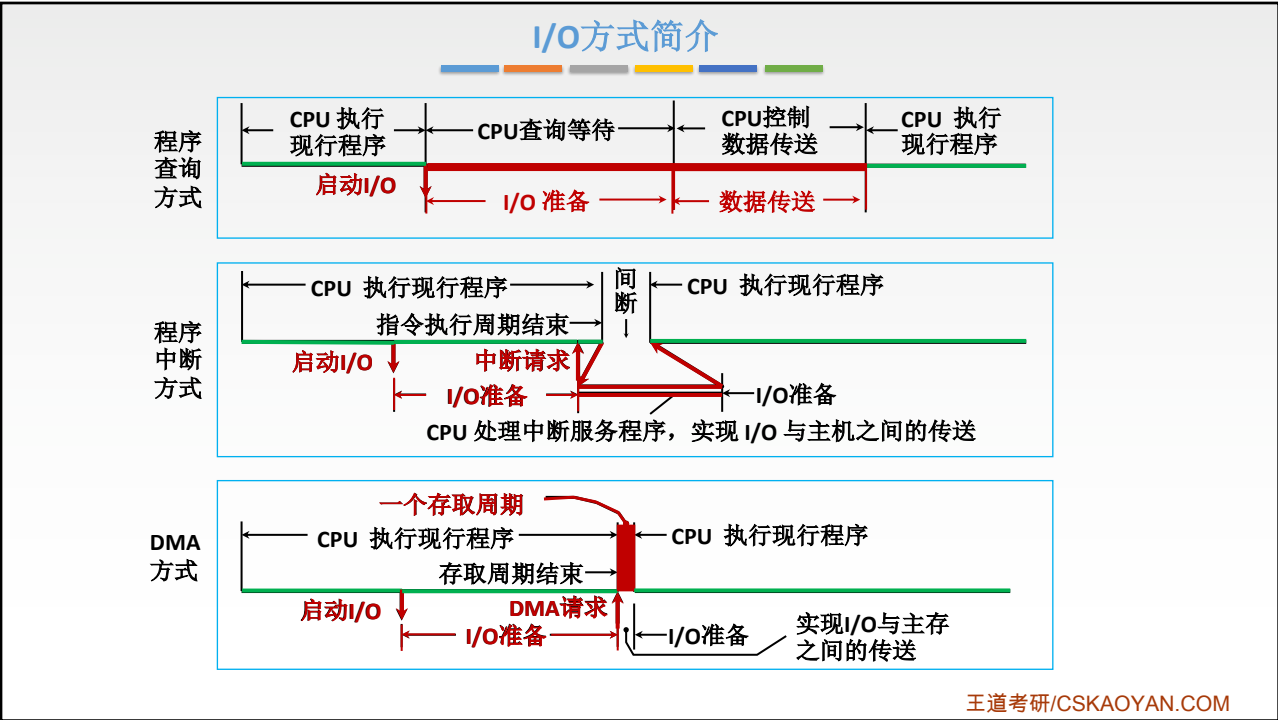 I/O方式简介
程序
查询
方式
CPU 执行
现行程序
CPU查询等待
CPU控制
数据传送
CPU 执行
现行程序
启动I/O
I/O 准备
数据传送
程序
中断
方式
CPU 执行现行程序
间
断
CPU 执行现行程序
指令执行周期结束
启动I/O
中断请求
I/O准备
I/O准备
CPU 处理中断服务程序，实现 I/O 与主机之间的传送
DMA
方式
一个存取周期
CPU 执行现行程序
CPU 执行现行程序
存取周期结束
启动I/O
DMA请求
I/O准备
I/O准备
实现I/O与主存
之间的传送
王道考研/CSKAOYAN.COM